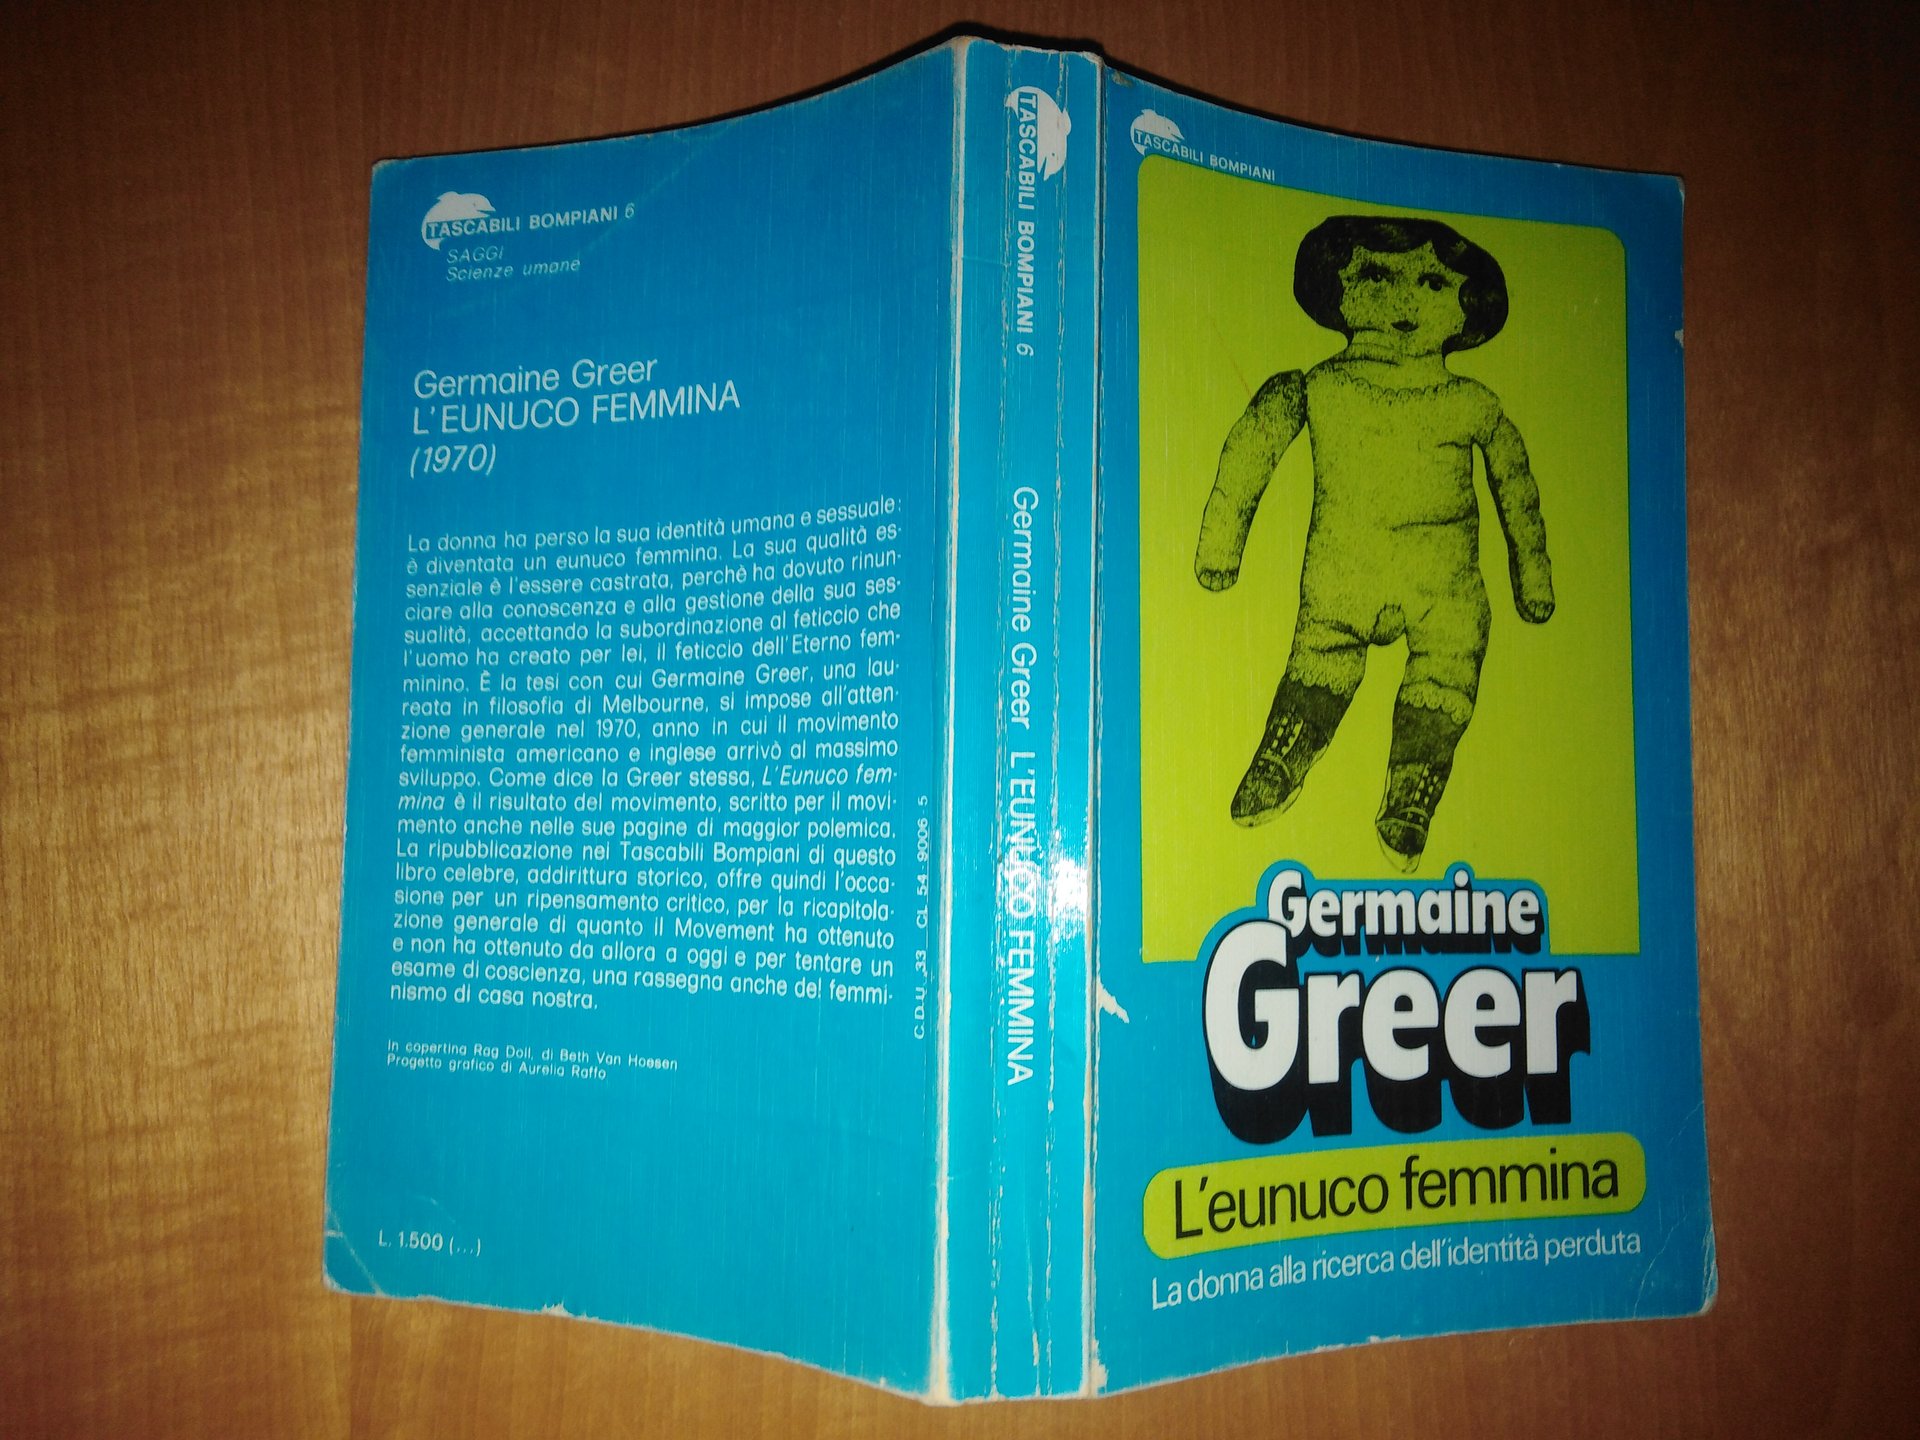 TASCABILI BOMPIANI 6
SAGGI
Scienze umane
Germaine Greer
L'EUNUCO FEMMINA
(1970)
La donna ha perso la sua identità umana e sessuale:
è diventata un eunuco femmina. La sua qualità es-
senziale è l'essere castrata, perchè ha dovuto rinun-
ciare alla conoscenza e alla gestione della sua ses-
sualità, accettando la subordinazione al feticcio che
l'uomo ha creato per lei, il feticcio dell'Eterno fem-
minino. È la tesi con cui Germaine Greer, una lau-
reata in filosofia di Melbourne, si impose all'atten-
zione generale nel 1970, anno in cui il movimento
femminista americano e inglese arrivò al massimo
sviluppo. Come dice la Greer stessa, L'Eunuco fem-
mina è il risultato del movimento, scritto per il movi-
mento anche nelle sue pagine di maggior polemica.
La ripubblicazione nei Tascabili Bompiani di questo
libro celebre, addirittura storico, offre quindi l'occa-
sione per un ripensamento critico, per la ricapitola-
zione generale di quanto il Movement ha ottenuto
e non ha ottenuto da allora a oggi e per tentare un
esame di coscienza, una rassegna anche del femmi-
nismo di casa nostra.
In copertina Rag Doll, di Beth Van Hoesen
Progetto grafico di Aurelia Raffo
L. 1.500 (...)
C.D.U. 33 CL 54 9006 5
TASCABILI BOMPIANI 6
Germaine Greer L'EUNUCO FEMMINA
TASCABILI BOMPIANI
Germaine
Greer
L'eunuco femmina
La donna alla ricerca dell'identità perduta